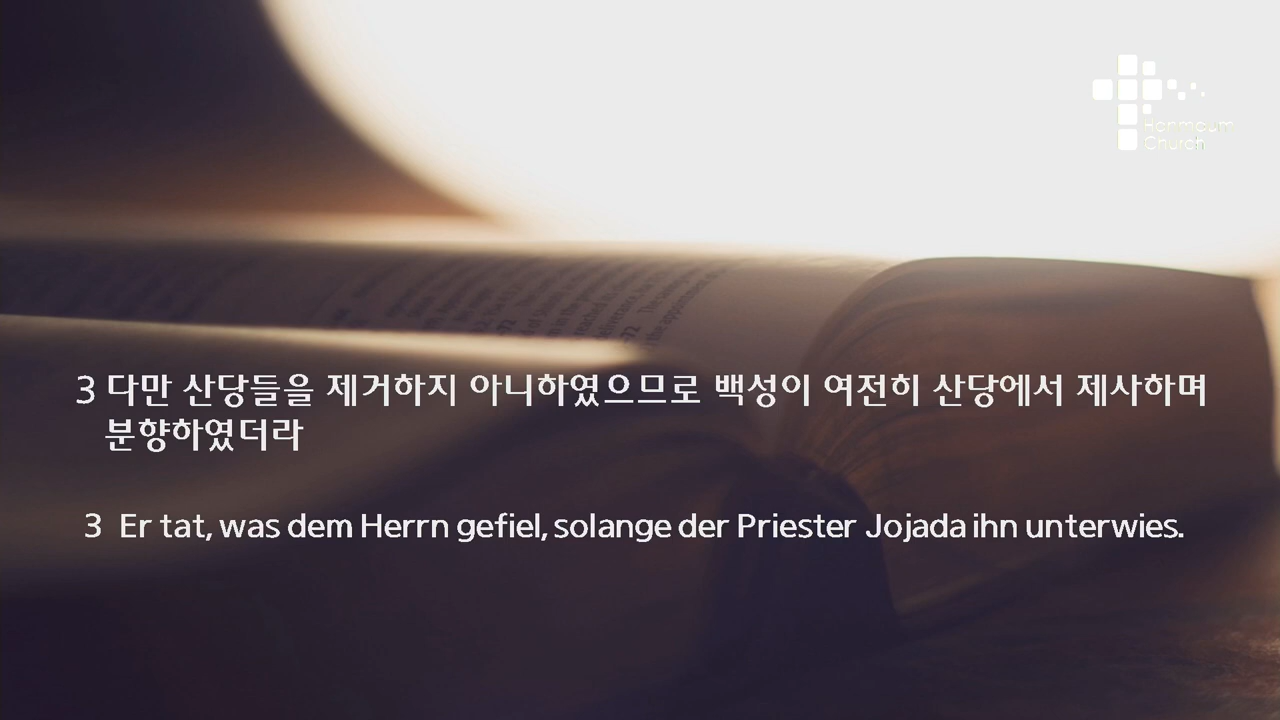 Hanmaum
Church
3 다만 산당들을 제거하지 아니하였으므로 백성이 여전히 산당에서 제사하며
분향하였더라
3 Er tat, was dem Herrn gefiel, solange der Priester Jojada ihn unterwies.